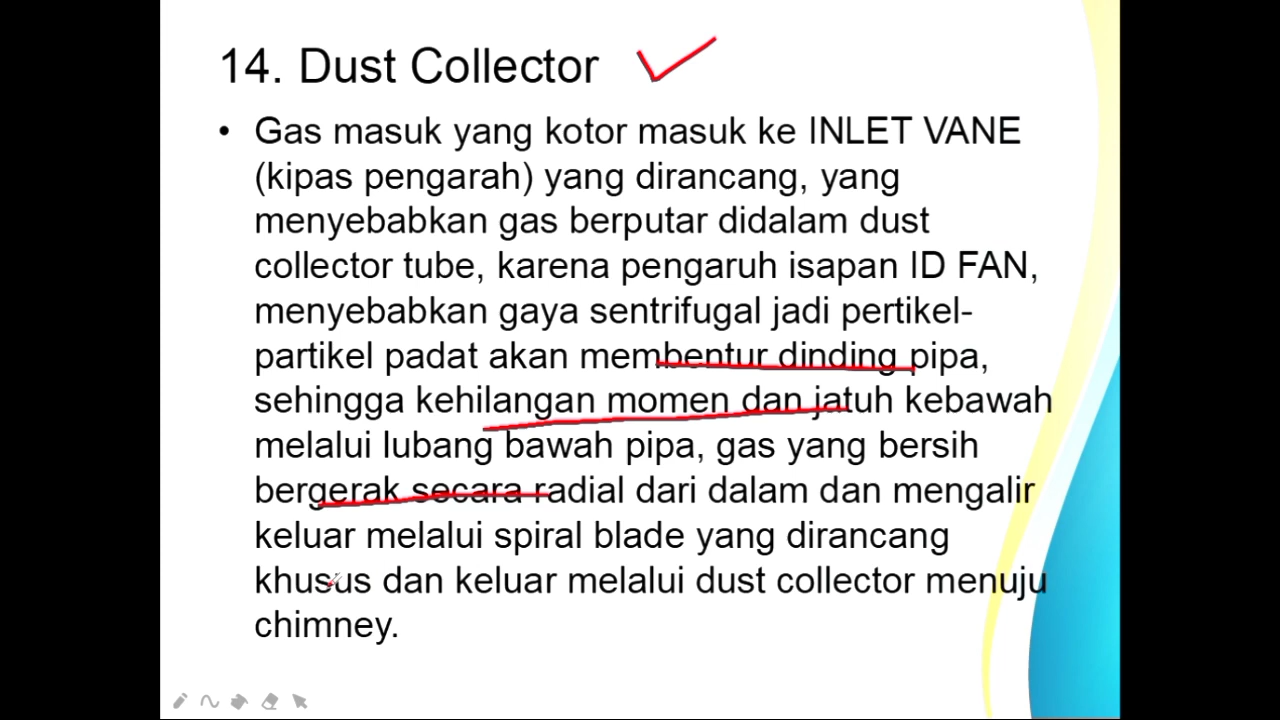 14. Dust Collector
• Gas masuk yang kotor masuk ke INLET VANE
(kipas pengarah) yang dirancang, yang
menyebabkan gas berputar didalam dust
collector tube, karena pengaruh isapan ID FAN,
menyebabkan gaya sentrifugal jadi pertikel-
partikel padat akan membentur dinding pipa,
sehingga kehilangan momen dan jatuh kebawah
melalui lubang bawah pipa, gas yang bersih
bergerak secara radial dari dalam dan mengalir
keluar melalui spiral blade yang dirancang
khusus dan keluar melalui dust collector menuju
chimney.